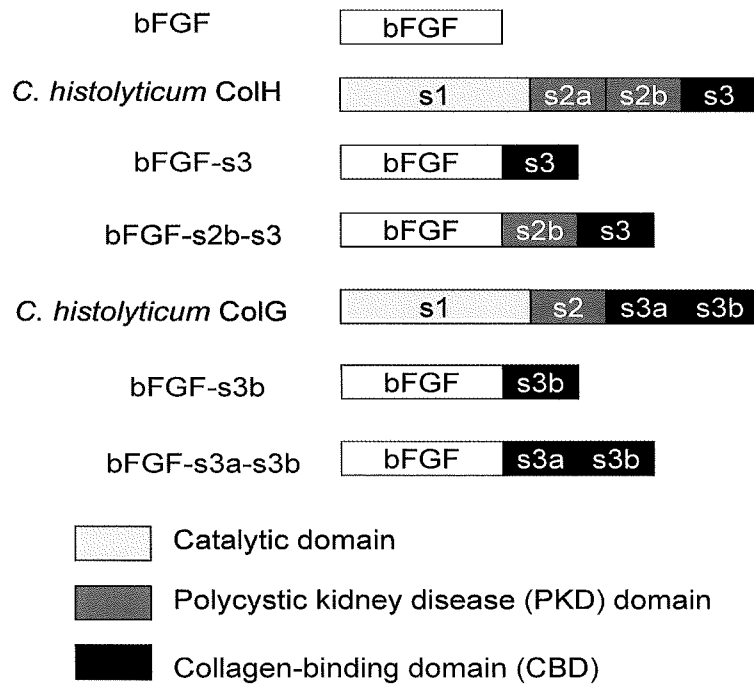 bFGF bFGF
C. histolyticum ColH s1 s2a s2b s3
bFGF-s3 bFGF s3
bFGF-s2b-s3 bFGF s2b s3
C. histolyticum ColG s1 s2 s3a s3b
bFGF-s3b bFGF s3b
bFGF-s3a-s3b bFGF s3a s3b
Catalytic domain
Polycystic kidney disease (PKD) domain
Collagen-binding domain (CBD)